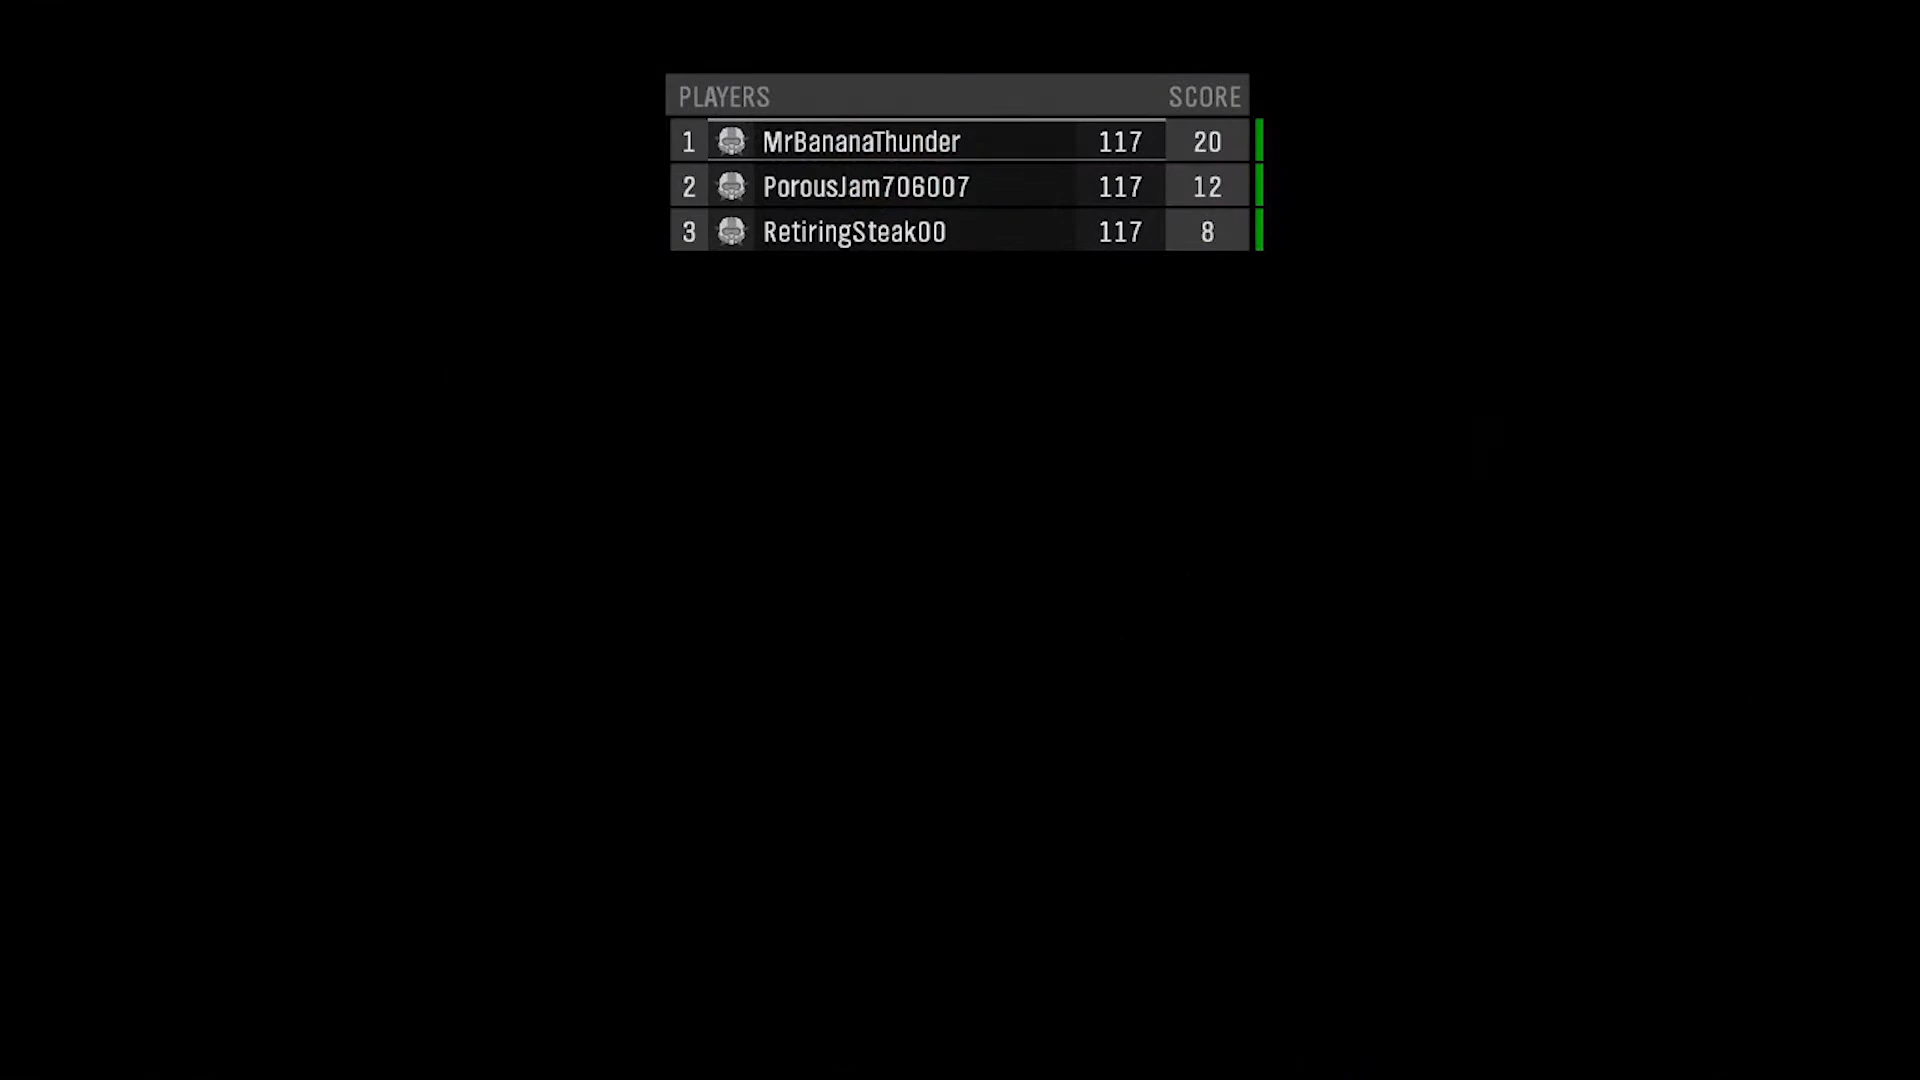 PLAYERS SCORE
1 MrBananaThunder 117 20
2 PorousJam706007 117 12
3 RetiringSteak00 117 8